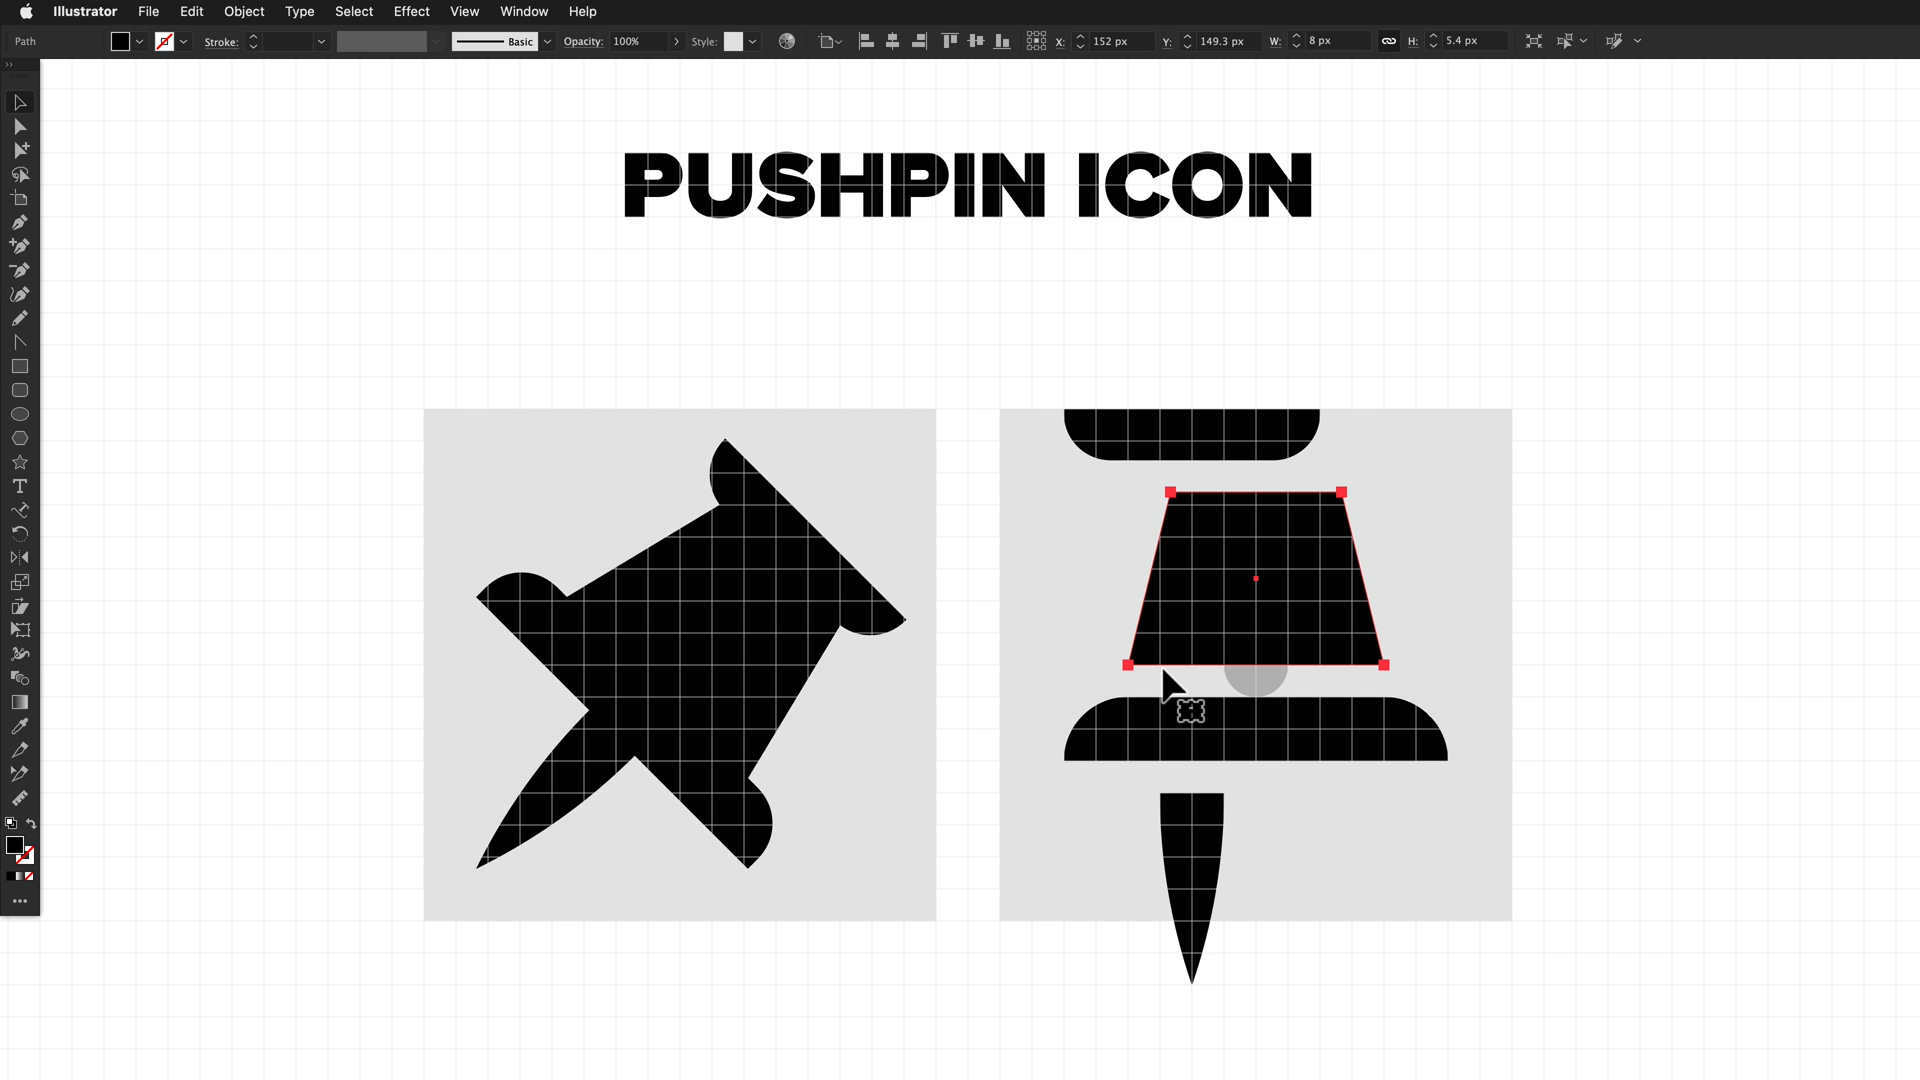 Illustrator File Edit Object Type Select Effect View Window Help
Path Stroke: Basic Opacity: 100% Style: X: 152 px Y: 149.3 px W: 8 px H: 5.4 px
PUSHPIN ICON